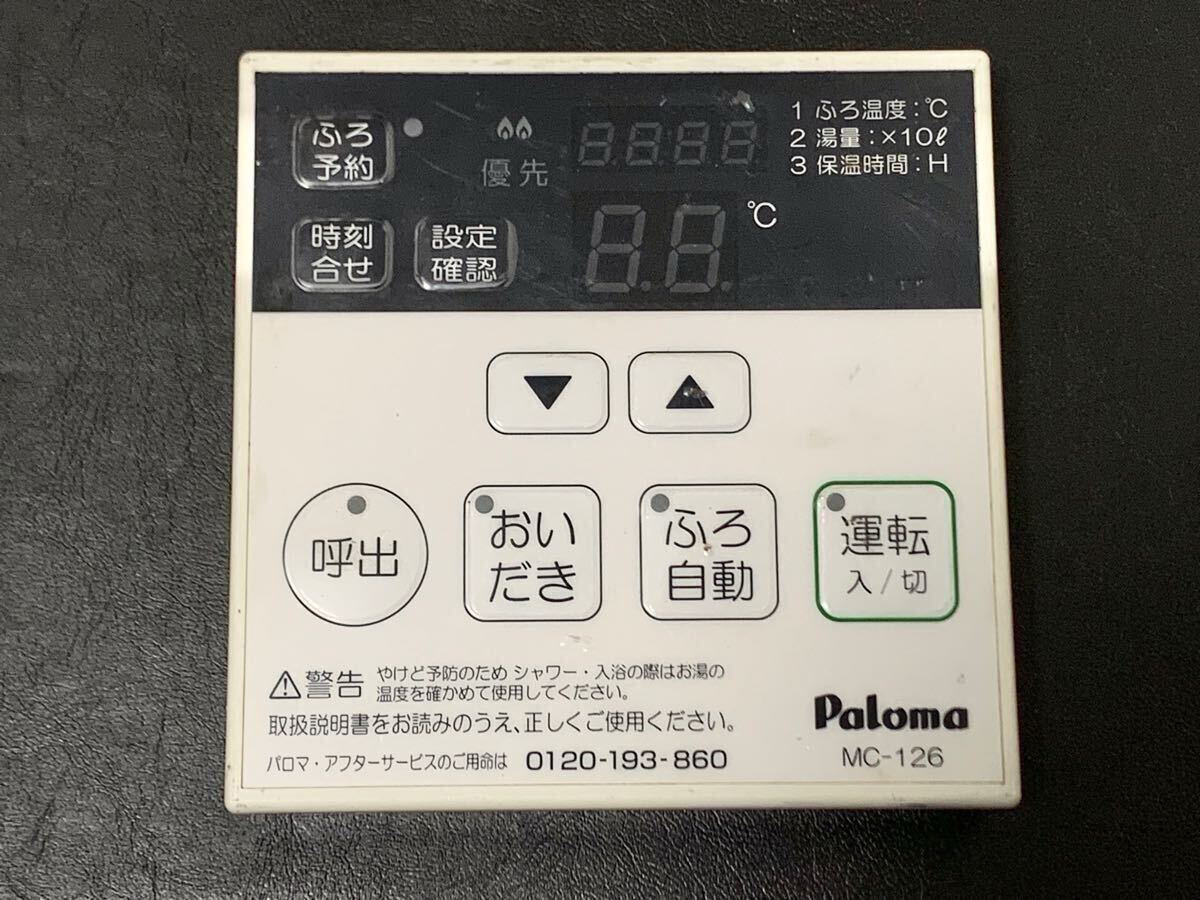 ふろ
予約
優先
8.8.8.8
1 ふろ温度:℃
2 湯量:×10ℓ
3 保温時間:H
時刻
合せ
設定
確認
8.8.
℃
▼
▲
呼出
おい
だき
ふろ
自動
運転
入/切
⚠警告
やけど予防のため シャワー・入浴の際はお湯の
温度を確かめて使用してください。
取扱説明書をお読みのうえ、正しくご使用ください。
パロマ・アフターサービスのご用命は 0120-193-860
Paloma
MC-126